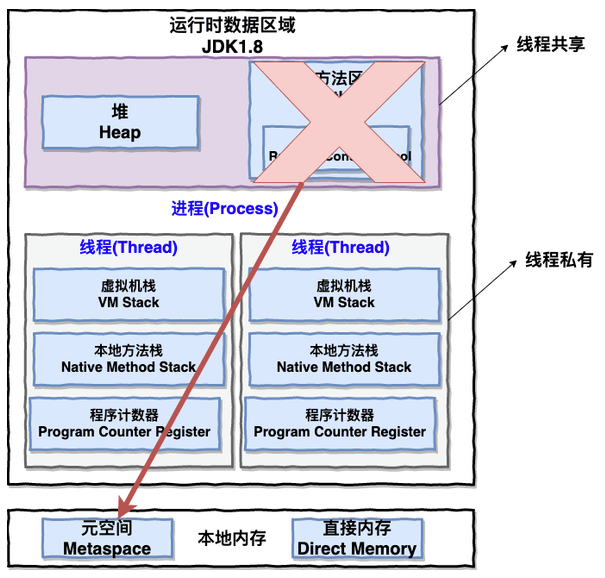 运行时数据区域
JDK1.8
线程共享
方法区
堆
Heap
进程(Process)
线程(Thread)
线程(Thread)
线程私有
虚拟机栈
VM Stack
虚拟机栈
VM Stack
本地方法栈
Native Method Stack
本地方法栈
Native Method Stack
程序计数器
Program Counter Register
程序计数器
Program Counter Register
元空间
Metaspace
本地内存
直接内存
Direct Memory